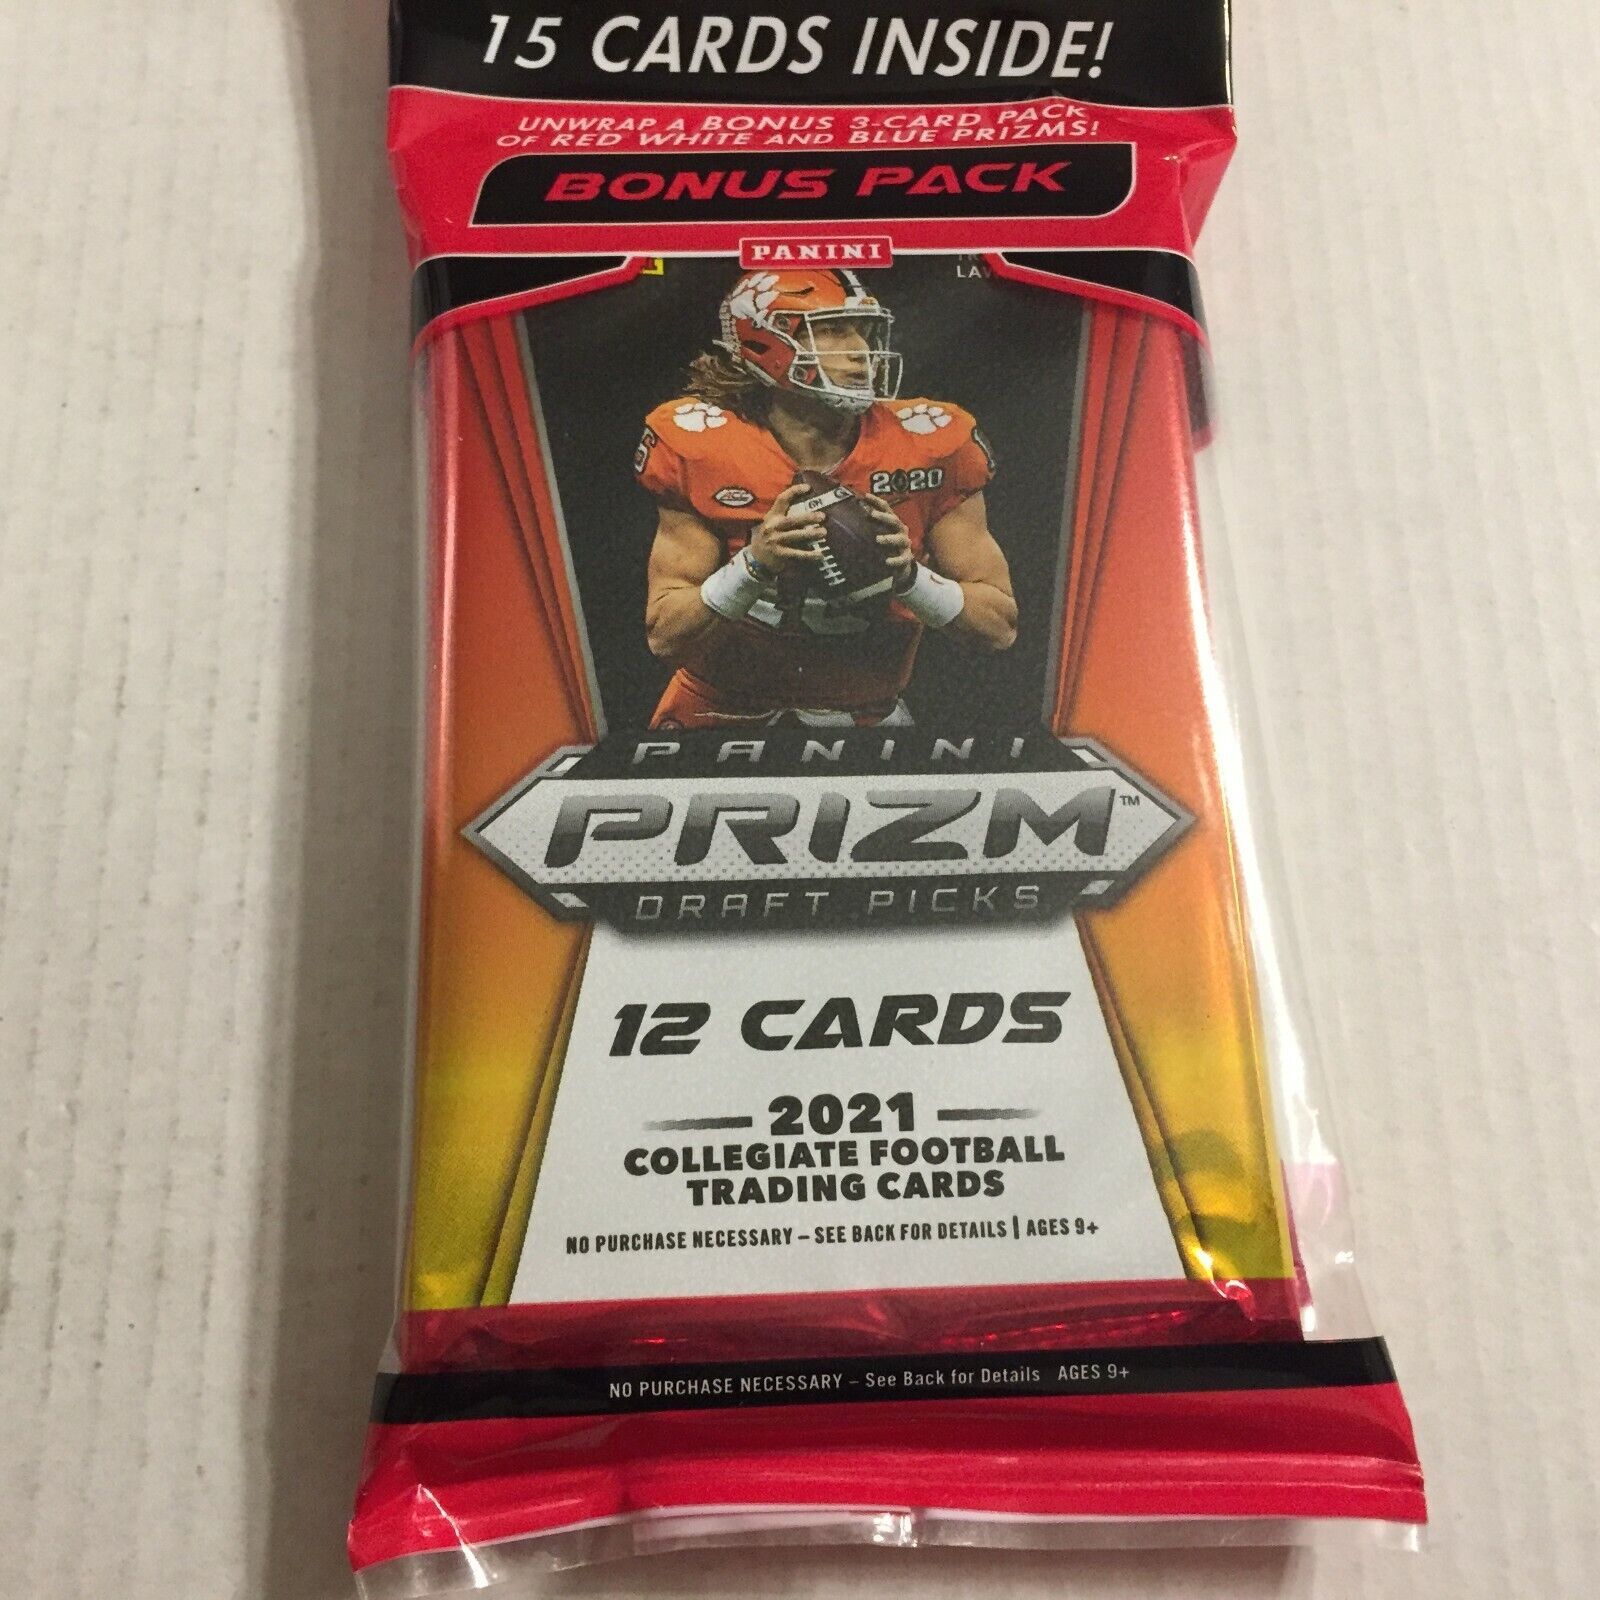 15 CARDS INSIDE!
UNWRAP A BONUS 3-CARD PACK
OF RED WHITE AND BLUE PRIZMS!
BONUS PACK
PANINI
2020
ACC
PANINI
PRIZM™
DRAFT PICKS
12 CARDS
2021
COLLEGIATE FOOTBALL
TRADING CARDS
NO PURCHASE NECESSARY – SEE BACK FOR DETAILS | AGES 9+
NO PURCHASE NECESSARY – See Back for Details AGES 9+